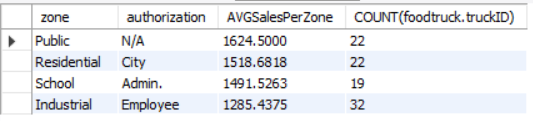 zone authorization AVGSalesPerZone COUNT(foodtruck.truckID)
Public N/A 1624.5000 22
Residential City 1518.6818 22
School Admin. 1491.5263 19
Industrial Employee 1285.4375 32